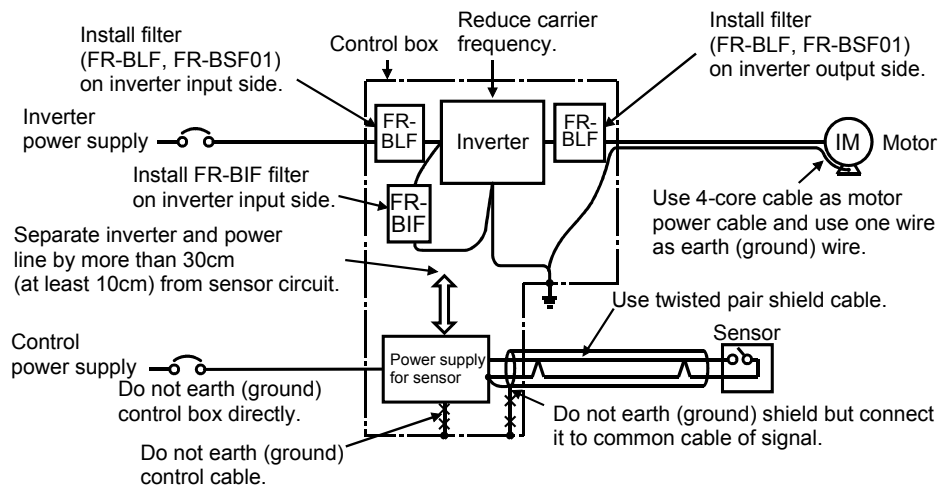 Install filter
(FR-BLF, FR-BSF01)
on inverter input side.
Control box
Reduce carrier
frequency.
Install filter
(FR-BLF, FR-BSF01)
on inverter output side.
Inverter
power supply
FR-
BLF
Inverter
FR-
BLF
IM
Motor
Install FR-BIF filter
on inverter input side.
FR-
BIF
Use 4-core cable as motor
power cable and use one wire
as earth (ground) wire.
Separate inverter and power
line by more than 30cm
(at least 10cm) from sensor circuit.
Use twisted pair shield cable.
Sensor
Control
power supply
Power supply
for sensor
Do not earth (ground)
control box directly.
Do not earth (ground) shield but connect
it to common cable of signal.
Do not earth (ground)
control cable.